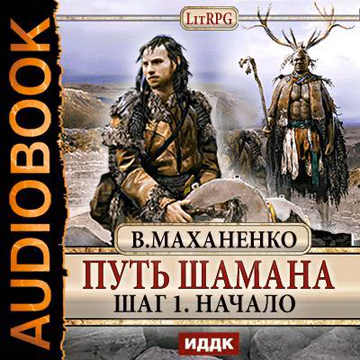 AUDIOBOOK
LitRPG
В.МАХАНЕНКО
ПУТЬ ШАМАНА
ШАГ 1. НАЧАЛО
ИДДК